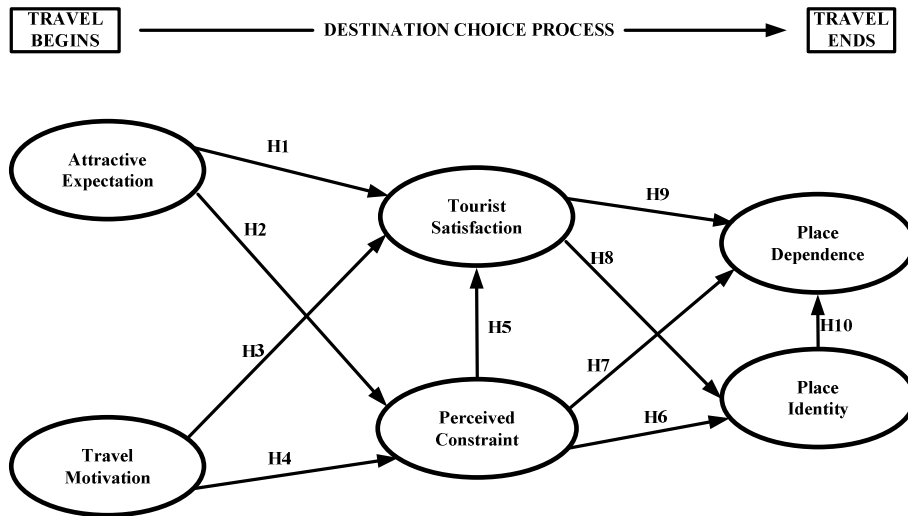 TRAVEL
BEGINS
DESTINATION CHOICE PROCESS
TRAVEL
ENDS
Attractive
Expectation
H1
H2
Tourist
Satisfaction
H9
H8
Place
Dependence
H3
H5
H7
H10
Travel
Motivation
H4
Perceived
Constraint
H6
Place
Identity